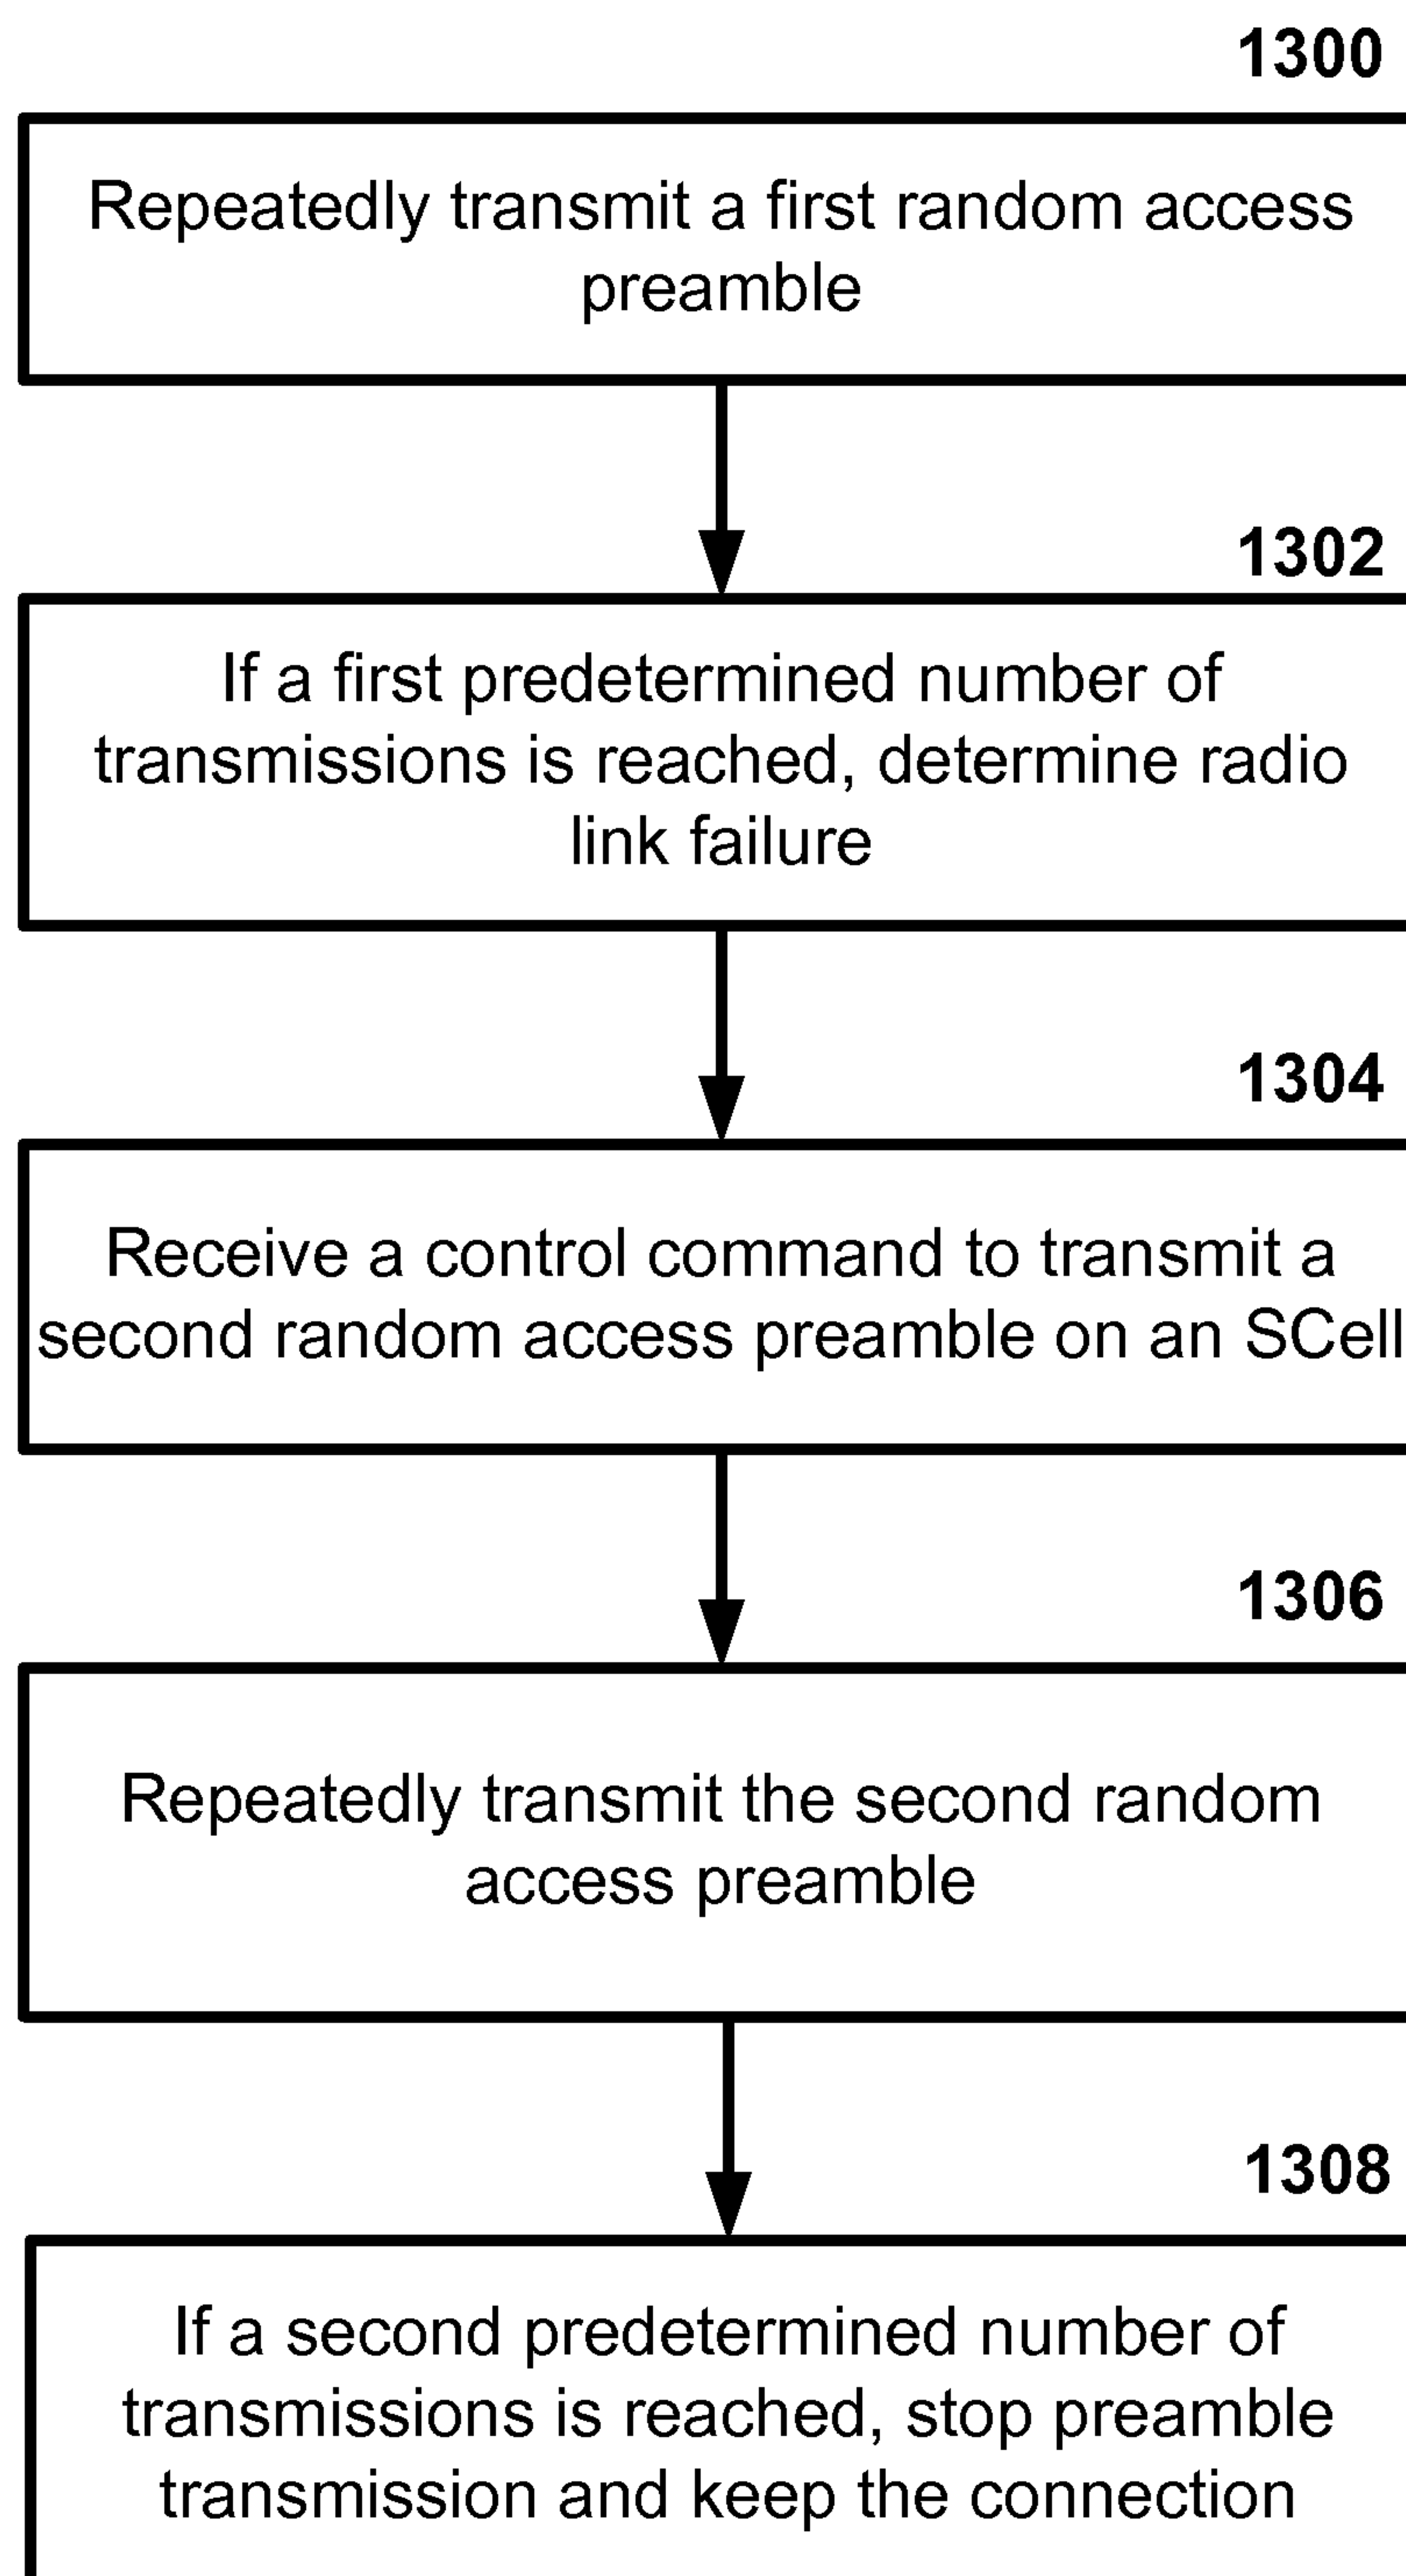 1300
Repeatedly transmit a first random access
preamble
1302
If a first predetermined number of
transmissions is reached, determine radio
link failure
1304
Receive a control command to transmit a
second random access preamble on an SCell
1306
Repeatedly transmit the second random
access preamble
1308
If a second predetermined number of
transmissions is reached, stop preamble
transmission and keep the connection